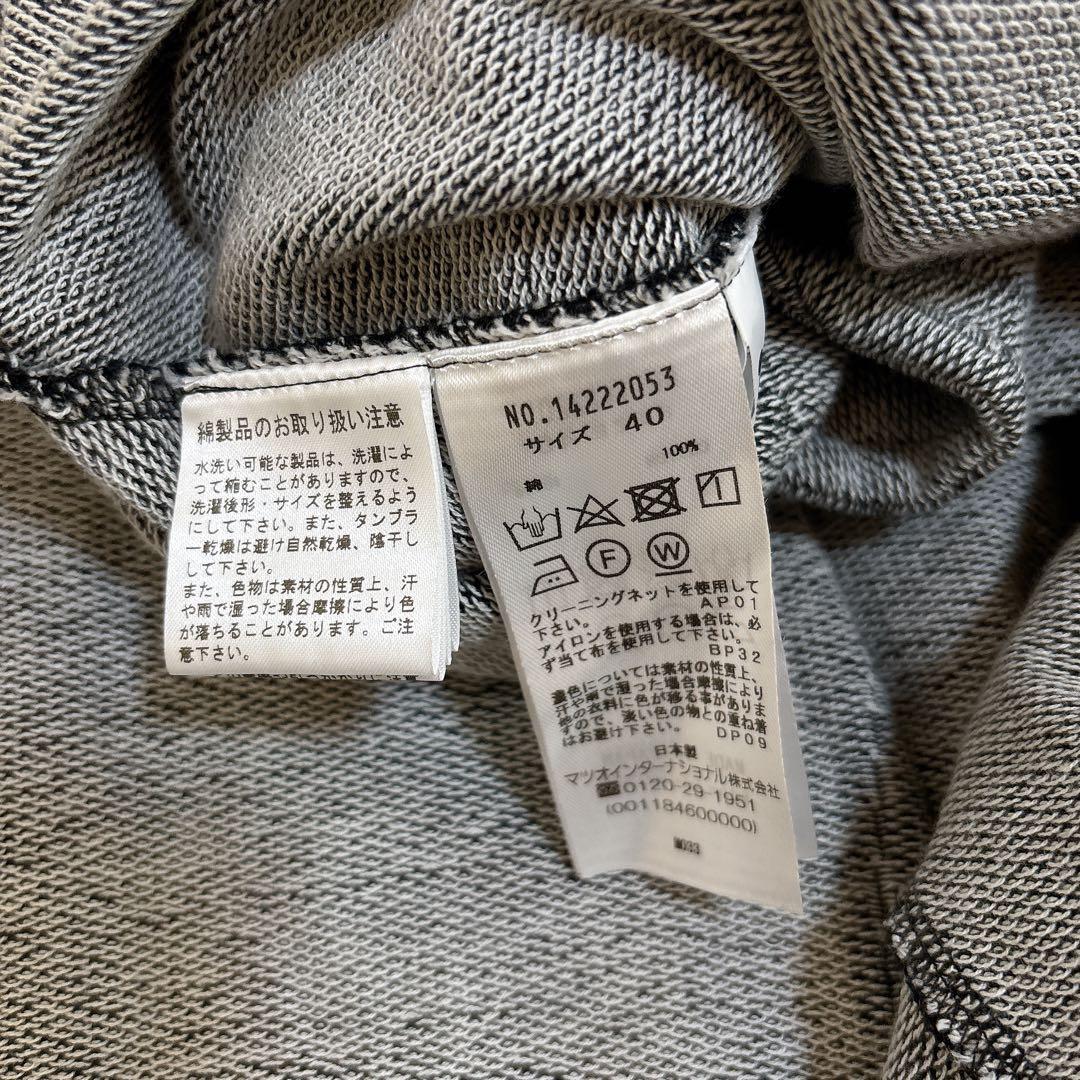 綿製品のお取り扱い注意
水洗い可能な製品は、洗濯によ
って縮むことがありますので、
洗濯後形・サイズを整えるよう
にして下さい。また、タンブラ
ー乾燥は避け自然乾燥、陰干し
して下さい。
また、色物は素材の性質上、汗
や雨で湿った場合摩擦により色
が落ちることがあります。ご注
意下さい。
NO.14222053
サイズ 40
100%
綿
F
W
クリーニングネットを使用して
下さい。 AP01
アイロンを使用する場合は、必
ず当て布を使用して下さい。
BP32
濃色については素材の性質上、
汗や雨で湿った場合摩擦により
他の衣料に色が移る事がありま
すので、淡い色の物との重ね着
はお避け下さい。 DP09
日本製
マツオインターナショナル株式会社
☎0120-29-1951
(001184600000)
M033